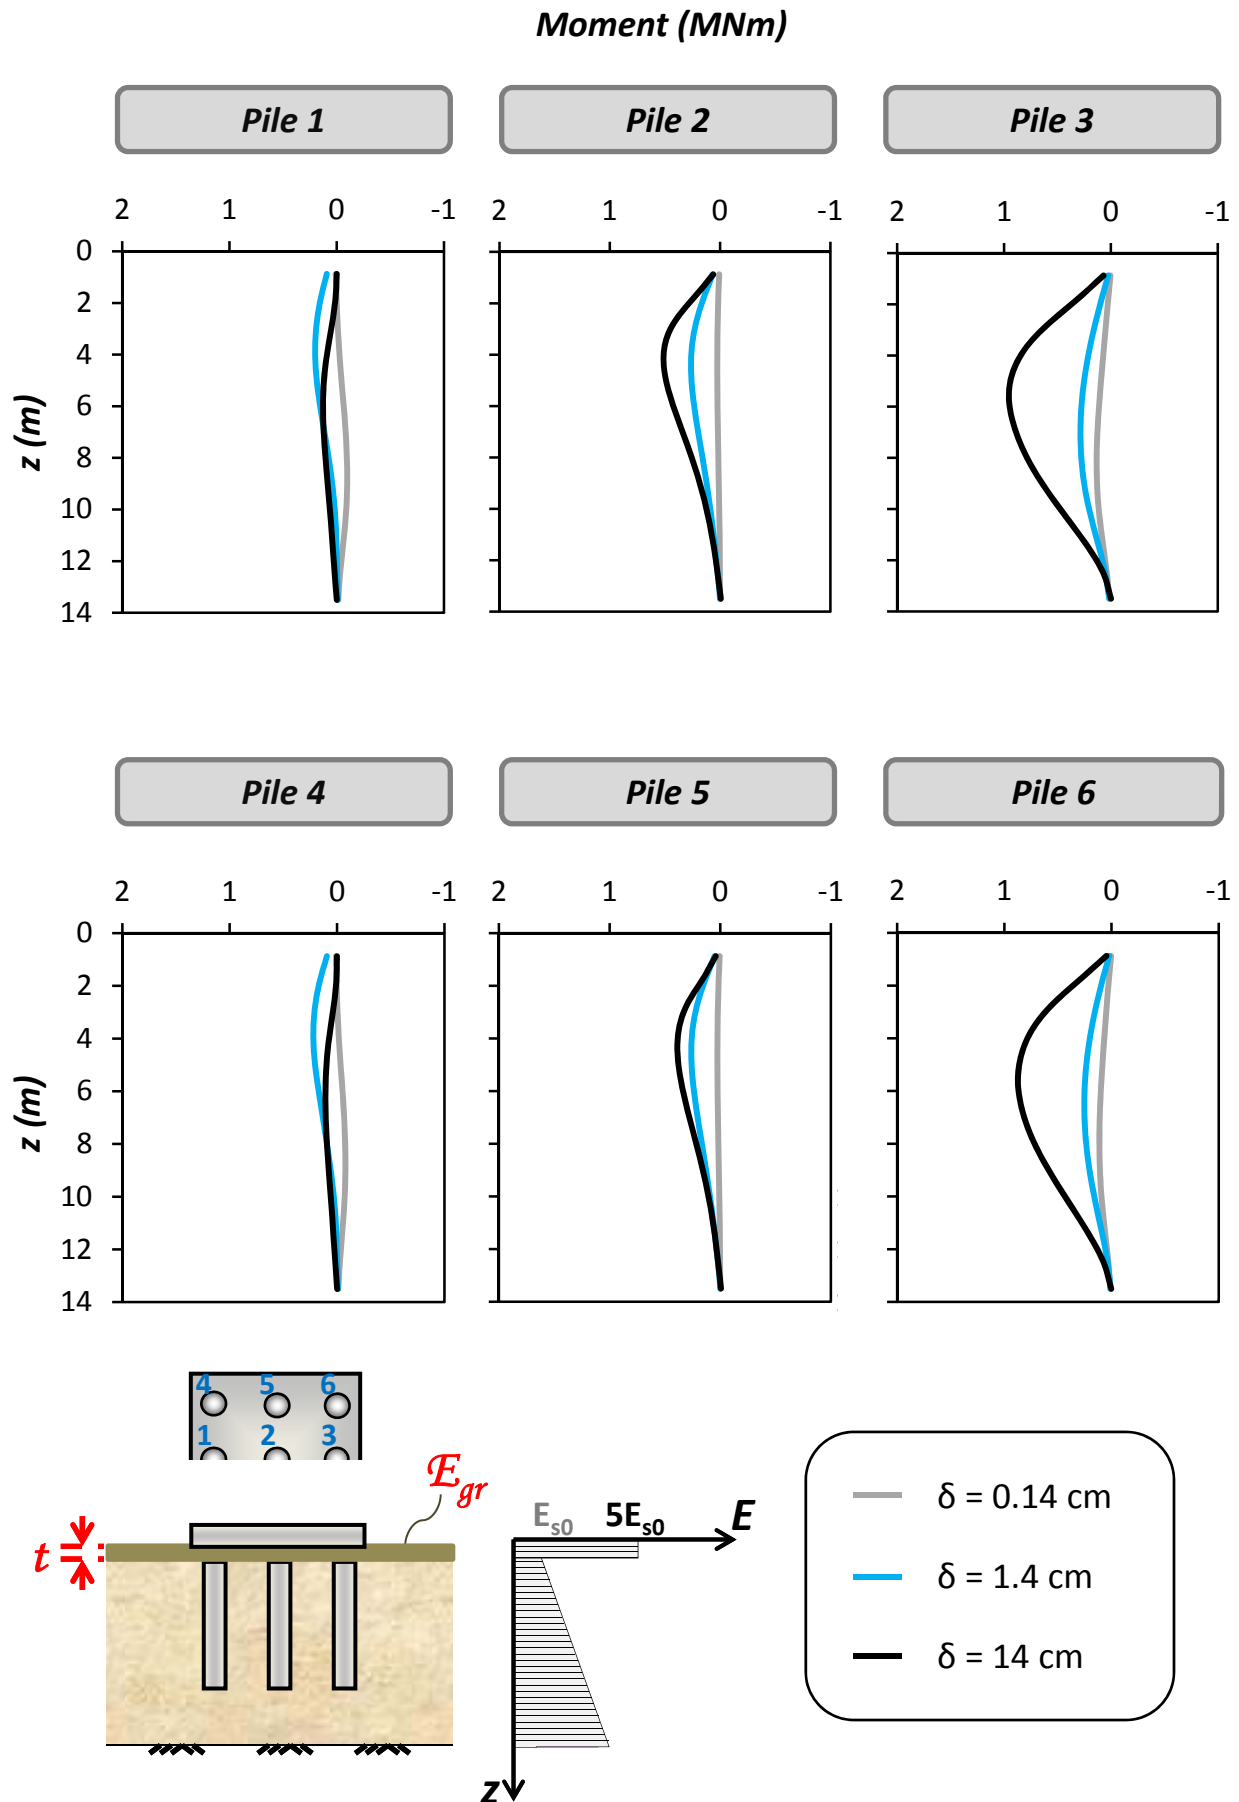 Moment (MNm)
Pile 1 Pile 2 Pile 3
2 1 0 -1 2 1 0 -1 2 1 0 -1
0
2
4
6
8
10
12
14
z (m)
Pile 4 Pile 5 Pile 6
2 1 0 -1 2 1 0 -1 2 1 0 -1
0
2
4
6
8
10
12
14
z (m)
4 5 6
1 2 3
Egr
t
Es0 5Es0 E
z
δ = 0.14 cm
δ = 1.4 cm
δ = 14 cm